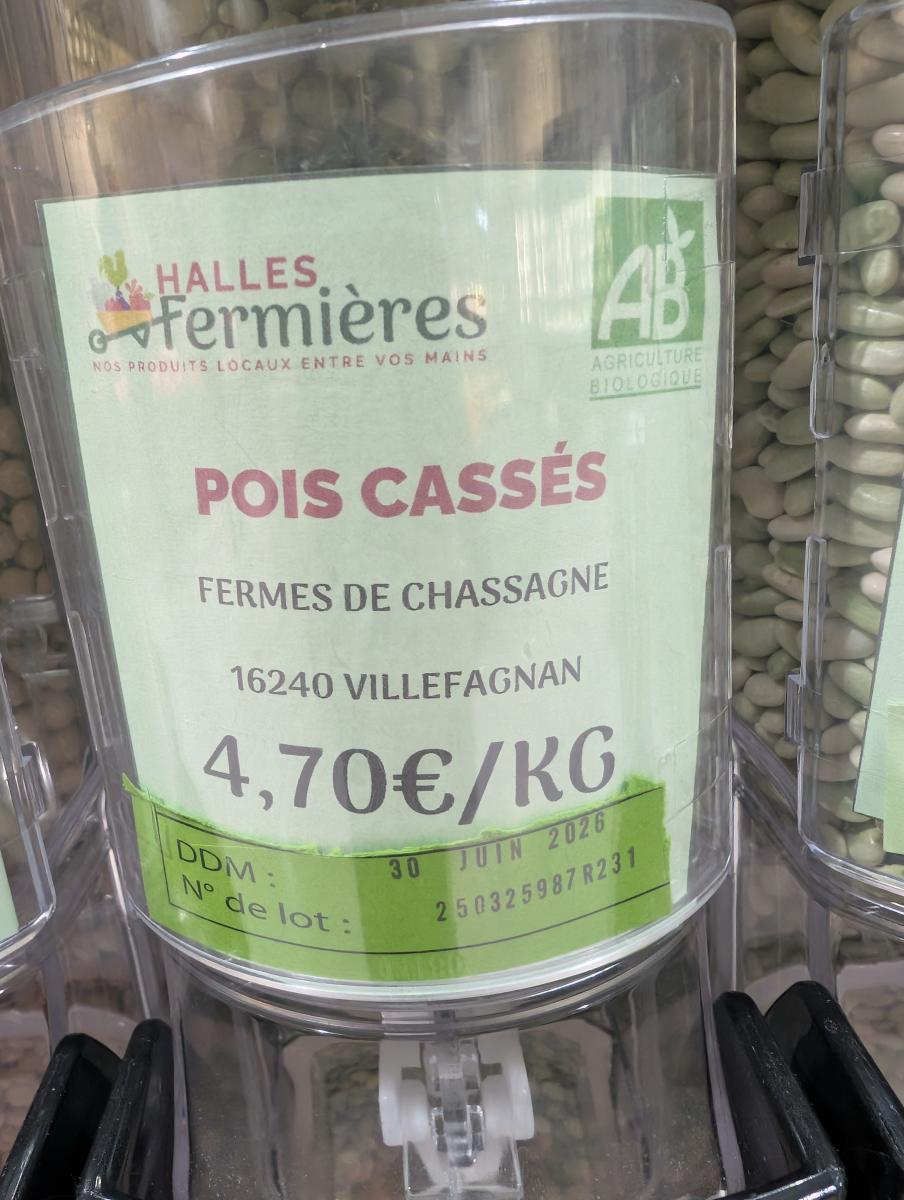 HALLES
fermières
NOS PRODUITS LOCAUX ENTRE VOS MAINS
AB
AGRICULTURE
BIOLOGIQUE
POIS CASSÉS
FERMES DE CHASSAGNE
16240 VILLEFAGNAN
4,70€/KG
DDM : 30 JUIN 2026
N° de lot : 250325987R231